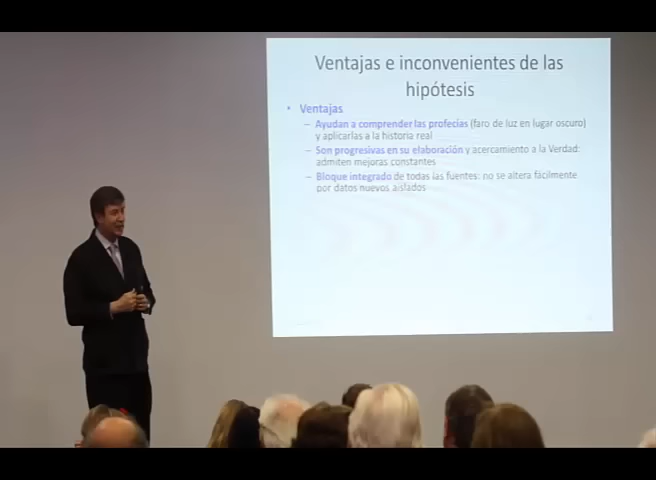 Ventajas e inconvenientes de las
hipótesis
• Ventajas
– Ayudan a comprender las profecías (faro de luz en lugar oscuro)
y aplicarlas a la historia real
– Son progresivas en su elaboración y acercamiento a la Verdad:
admiten mejoras constantes
– Bloque integrado de todas las fuentes: no se altera fácilmente
por datos nuevos aislados